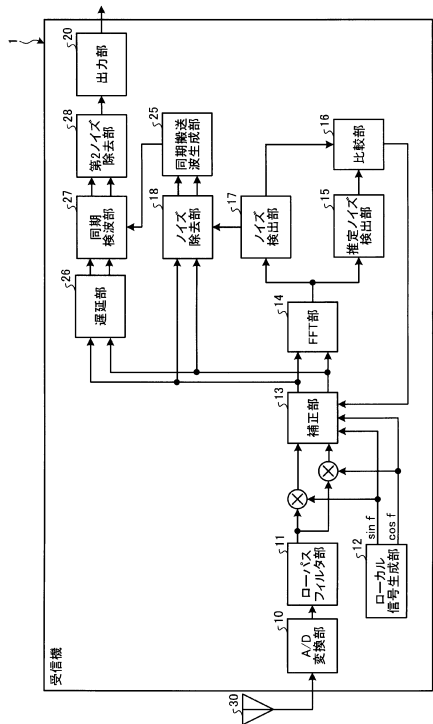 受信機
1
30
10
A/D
変換部
11
ローパス
フィルタ部
12
ローカル
信号生成部
sin f
cos f
13
補正部
14
FFT部
15
推定ノイズ
検出部
16
比較部
17
ノイズ
検出部
18
ノイズ
除去部
25
同期搬送
波生成部
26
遅延部
27
同期
検波部
28
第2ノイズ
除去部
20
出力部